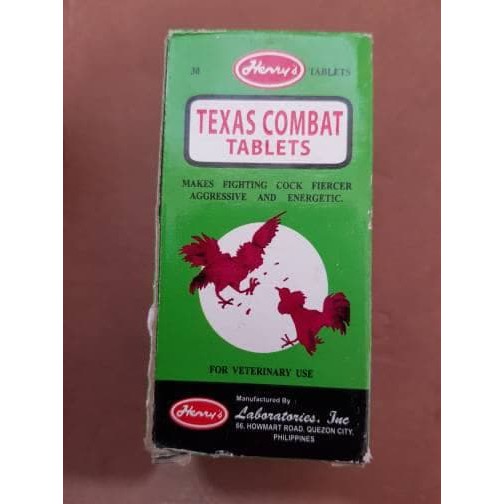 .M Henry's TABLETS
TEXAS COMBAT
TABLETS
MAKES FIGHTING COCK FIERCER
AGGRESSIVE AND ENERGETIC.
FOR VETERINARY USE
Manufactured By :
Henry's Laboratories, Inc
66, HOWMART ROAD, QUEZON CITY,
PHILIPPINES